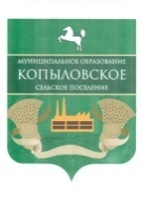 МУНИЦИПАЛЬНОЕ ОБРАЗОВАНИЕ
КОПЫЛОВСКОЕ
СЕЛЬСКОЕ ПОСЕЛЕНИЕ